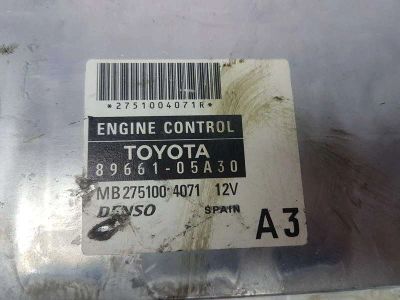 *2751004071R*
ENGINE CONTROL
TOYOTA
89661-05A30
MB275100-4071 12V
DENSO SPAIN A3